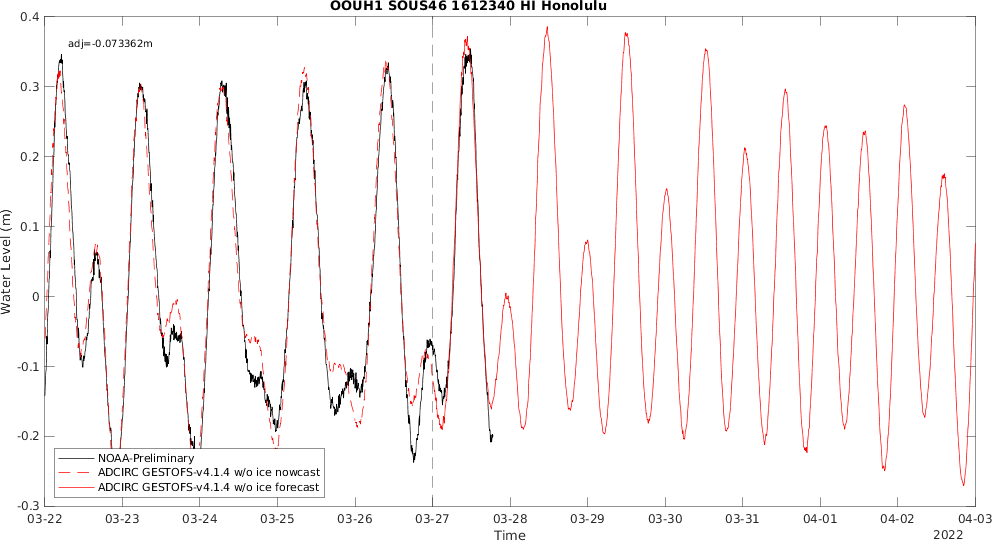 OOUH1 SOUS46 1612340 HI Honolulu
adj=-0.073362m
0.4
0.3
0.2
0.1
0
-0.1
-0.2
-0.3
Water Level (m)
NOAA-Preliminary
ADCIRC GESTOFS-v4.1.4 w/o ice nowcast
ADCIRC GESTOFS-v4.1.4 w/o ice forecast
03-22 03-23 03-24 03-25 03-26 03-27 03-28 03-29 03-30 03-31 04-01 04-02 04-03
Time
2022